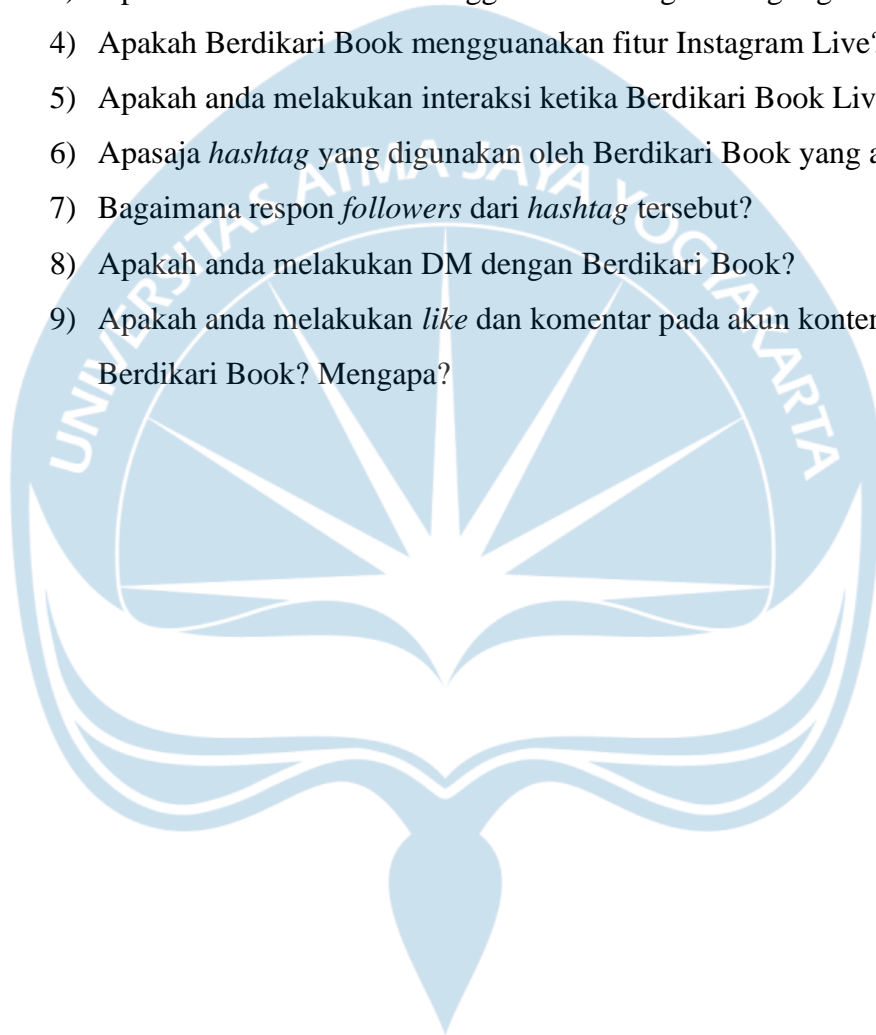 4) Apakah Berdikari Book mengguanakan fitur Instagram Live?
5) Apakah anda melakukan interaksi ketika Berdikari Book Liv
6) Apasaja hashtag yang digunakan oleh Berdikari Book yang a
7) Bagaimana respon followers dari hashtag tersebut?
8) Apakah anda melakukan DM dengan Berdikari Book?
9) Apakah anda melakukan like dan komentar pada akun konten
Berdikari Book? Mengapa?
UNIVERSITAS ATMA JAYA YOGYAKARTA